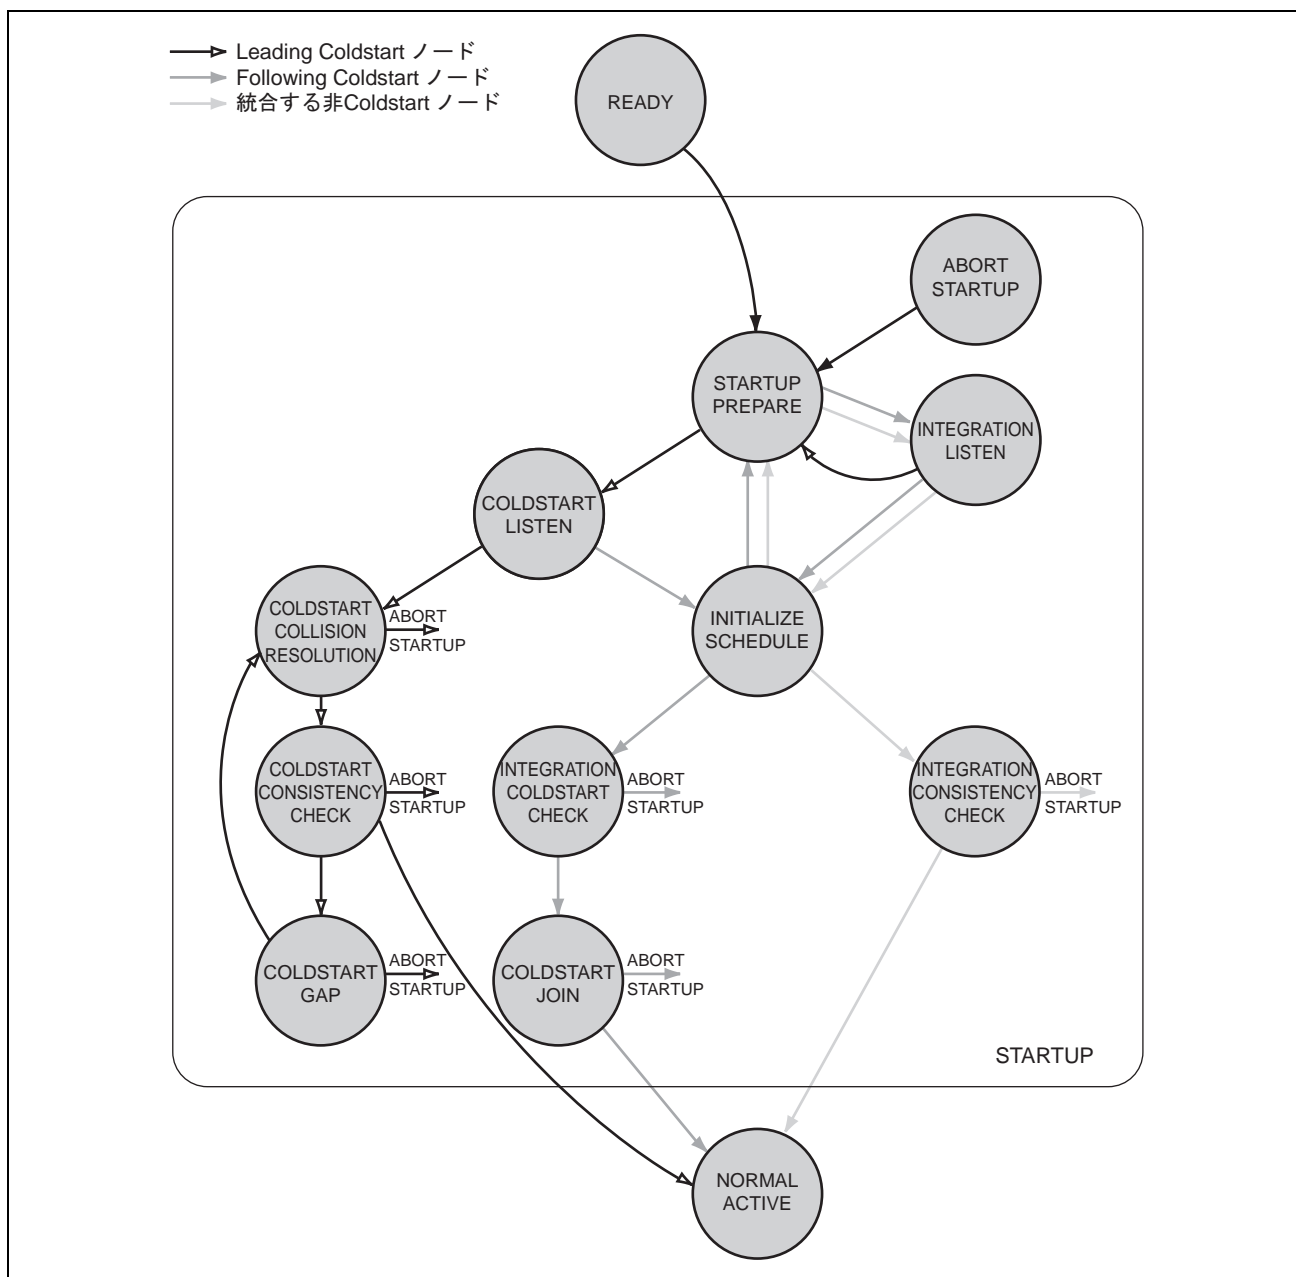 Leading Coldstart ノード
Following Coldstart ノード
統合する非Coldstart ノード
READY
ABORT
STARTUP
STARTUP
PREPARE
INTEGRATION
LISTEN
COLDSTART
LISTEN
COLDSTART
COLLISION
RESOLUTION
ABORT
STARTUP
INITIALIZE
SCHEDULE
COLDSTART
CONSISTENCY
CHECK
ABORT
STARTUP
INTEGRATION
COLDSTART
CHECK
ABORT
STARTUP
INTEGRATION
CONSISTENCY
CHECK
ABORT
STARTUP
COLDSTART
GAP
ABORT
STARTUP
COLDSTART
JOIN
ABORT
STARTUP
STARTUP
NORMAL
ACTIVE